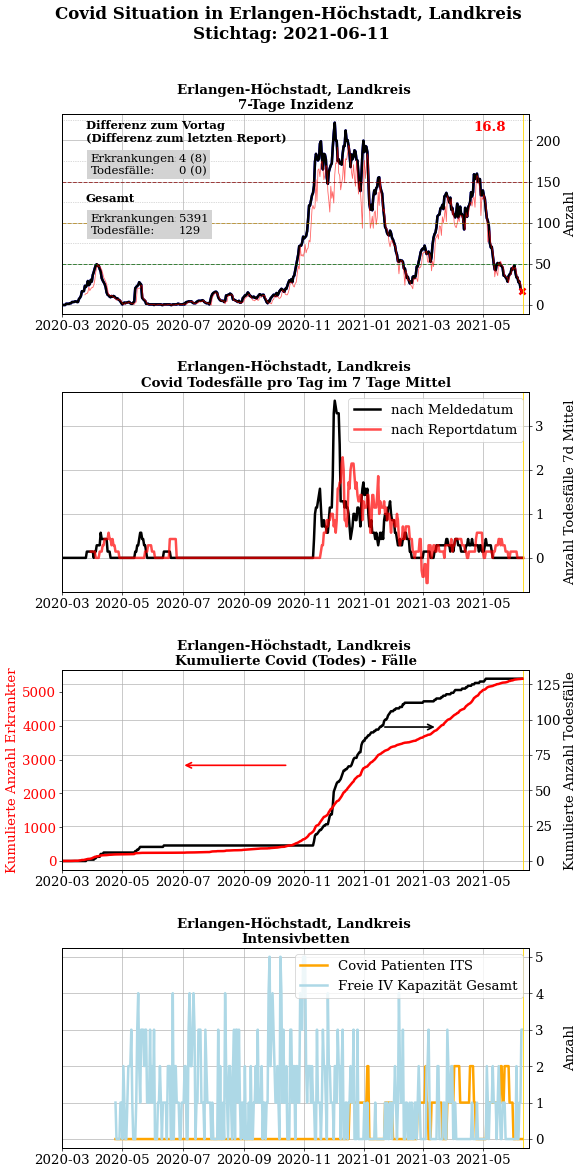 Covid Situation in Erlangen-Höchstadt, Landkreis
Stichtag: 2021-06-11
Erlangen-Höchstadt, Landkreis
7-Tage Inzidenz
Differenz zum Vortag
(Differenz zum letzten Report)
Erkrankungen 4 (8)
Todesfälle: 0 (0)
Gesamt
Erkrankungen 5391
Todesfälle: 129
16.8
200
150
100
50
0
Anzahl
2020-03 2020-05 2020-07 2020-09 2020-11 2021-01 2021-03 2021-05
Erlangen-Höchstadt, Landkreis
Covid Todesfälle pro Tag im 7 Tage Mittel
nach Meldedatum
nach Reportdatum
3
2
1
0
Anzahl Todesfälle 7d Mittel
2020-03 2020-05 2020-07 2020-09 2020-11 2021-01 2021-03 2021-05
Erlangen-Höchstadt, Landkreis
Kumulierte Covid (Todes) - Fälle
Kumulierte Anzahl Erkrankter
5000
4000
3000
2000
1000
0
125
100
75
50
25
0
Kumulierte Anzahl Todesfälle
2020-03 2020-05 2020-07 2020-09 2020-11 2021-01 2021-03 2021-05
Erlangen-Höchstadt, Landkreis
Intensivbetten
Covid Patienten ITS
Freie IV Kapazität Gesamt
5
4
3
2
1
0
Anzahl
2020-03 2020-05 2020-07 2020-09 2020-11 2021-01 2021-03 2021-05